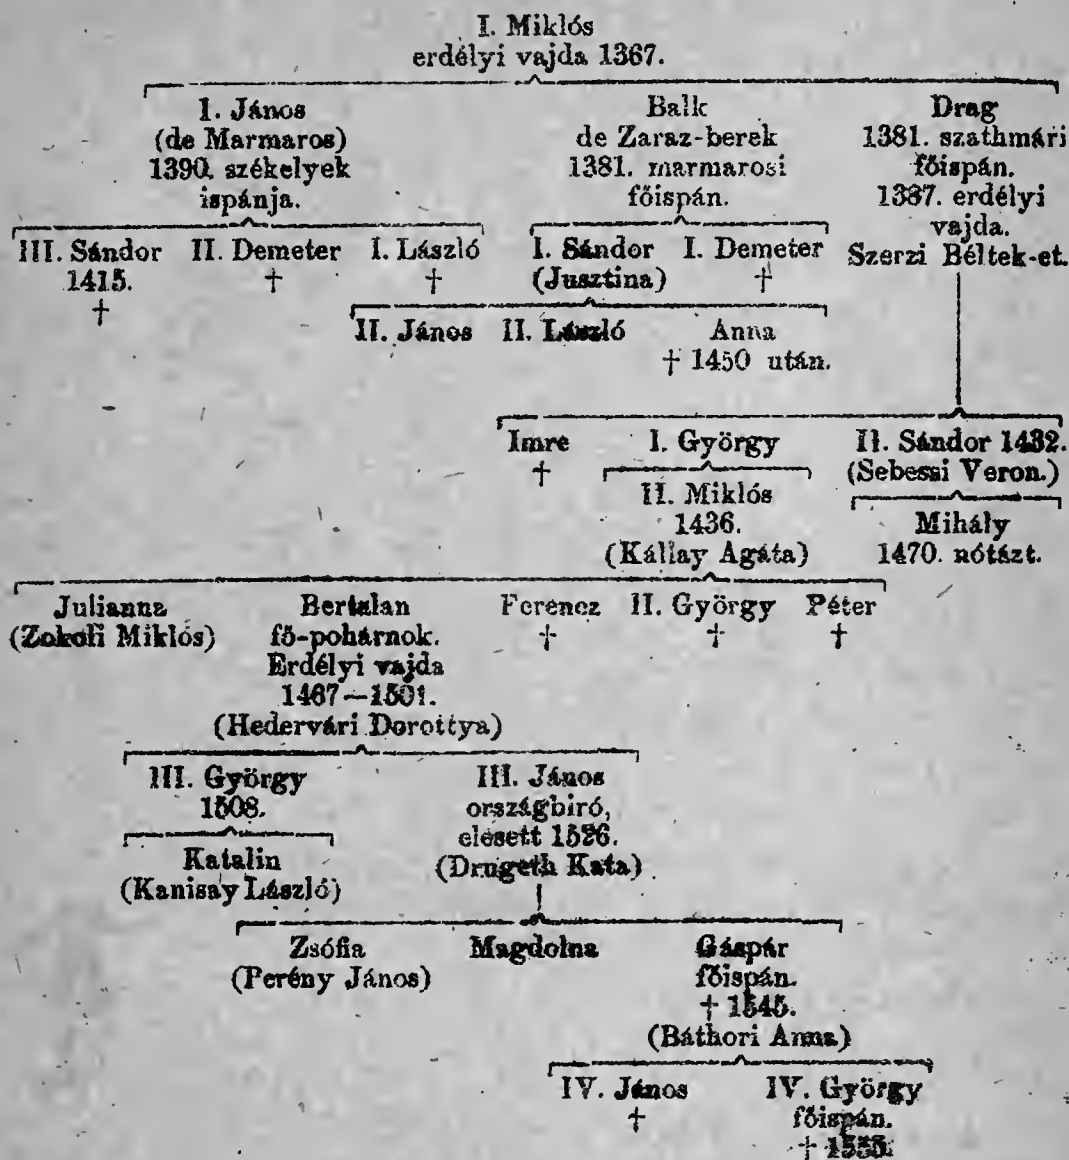 I. Miklós
erdélyi vajda 1367.
I. János Balk Drag
(de Marmaros) de Zaraz-berek 1381. szathmári
1390. székelyek 1381. marmarosi főispán.
ispánja. főispán. 1387. erdélyi
vajda.
III. Sándor II. Demeter I. László I. Sándor I. Demeter Szerzi Béltek-et.
1415. † † (Jusztina) †
†
II. János II. László Anna
† 1450 után.
Imre I. György II. Sándor 1432.
† (Sebessi Veron.)
II. Miklós Mihály
1436. 1470. nótázt.
(Kállay Agáta)
Julianna Bertalan Ferencz II. György Péter
(Zokoli Miklós) fő-pohárnok. † † †
Erdélyi vajda
1467—1501.
(Hedervári Dorottya)
III. György III. János
1508. országbiró,
elesett 1526.
Katalin (Drugeth Kata)
(Kanisay László)
Zsófia Magdolna Gáspár
(Perény János) főispán.
† 1545.
(Báthori Anna)
IV. János IV. György
† főispán.
† 1555.